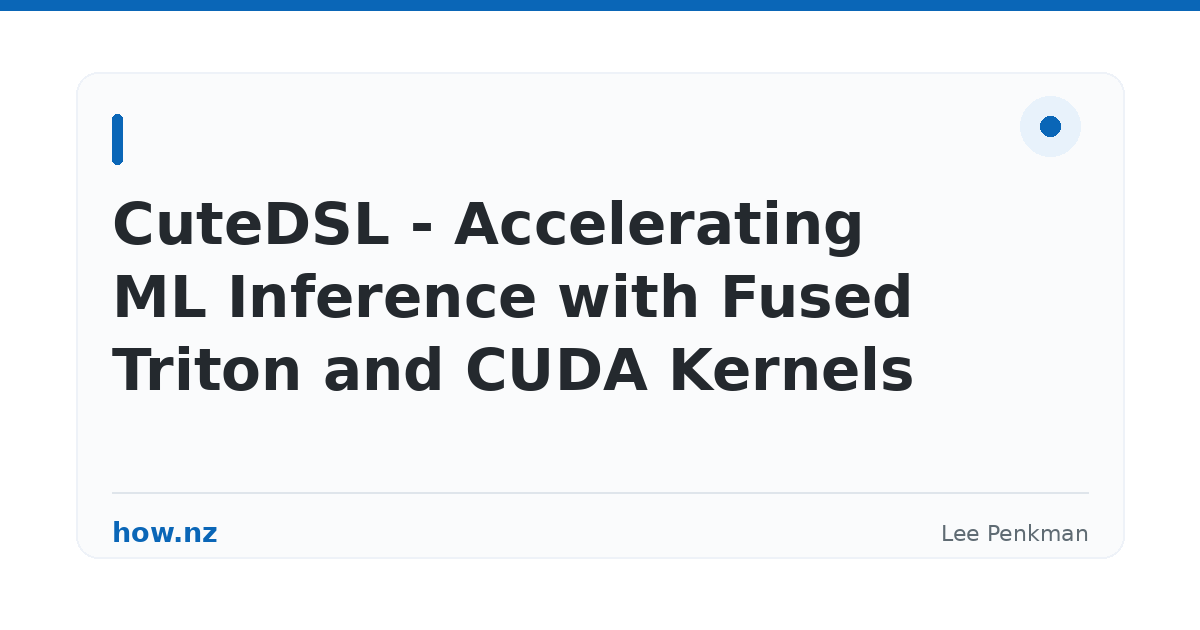 CuteDSL - Accelerating
ML Inference with Fused
Triton and CUDA Kernels
how.nz
Lee Penkman